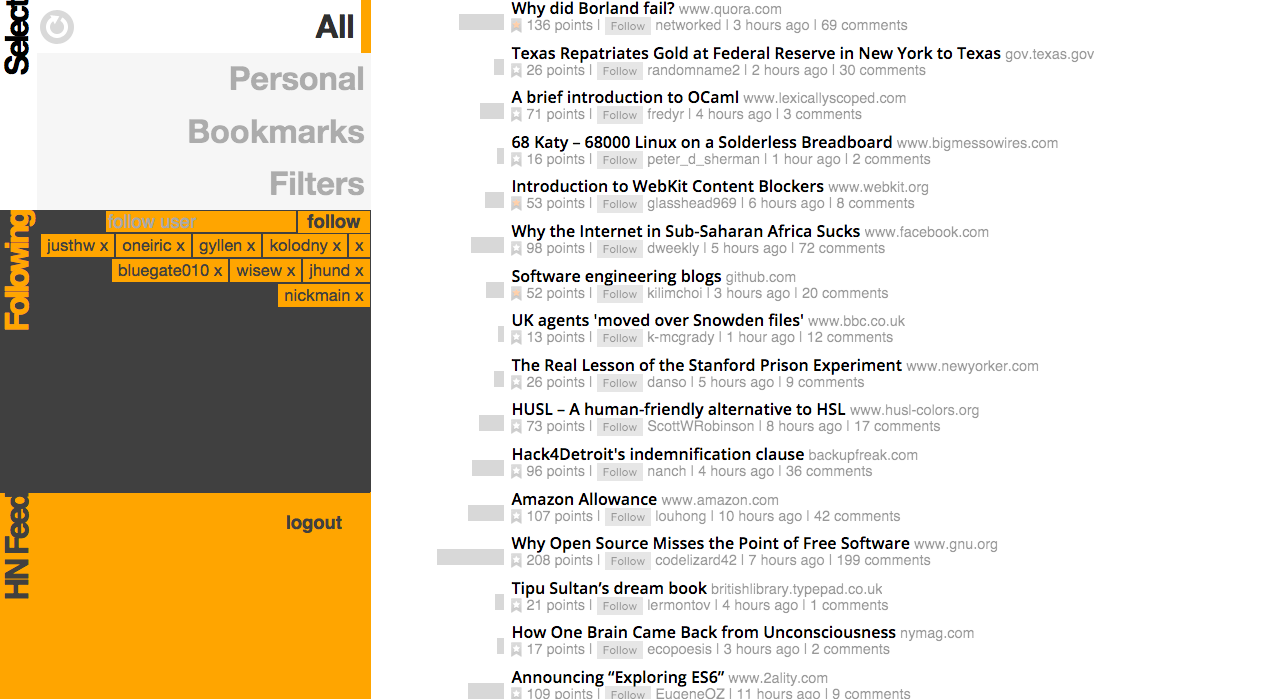 Select
All
Personal
Bookmarks
Filters
Following
follow user follow
justhw x oneiric x gyllen x kolodny x x
bluegate010 x wisew x jhund x
nickmain x
HN Feed
logout
Why did Borland fail? www.quora.com
136 points | Follow networked | 3 hours ago | 69 comments
Texas Repatriates Gold at Federal Reserve in New York to Texas gov.texas.gov
26 points | Follow randomname2 | 2 hours ago | 30 comments
A brief introduction to OCaml www.lexicallyscoped.com
71 points | Follow fredyr | 4 hours ago | 3 comments
68 Katy – 68000 Linux on a Solderless Breadboard www.bigmessowires.com
16 points | Follow peter_d_sherman | 1 hour ago | 2 comments
Introduction to WebKit Content Blockers www.webkit.org
53 points | Follow glasshead969 | 6 hours ago | 8 comments
Why the Internet in Sub-Saharan Africa Sucks www.facebook.com
98 points | Follow dweekly | 5 hours ago | 72 comments
Software engineering blogs github.com
52 points | Follow kilimchoi | 3 hours ago | 20 comments
UK agents 'moved over Snowden files' www.bbc.co.uk
13 points | Follow k-mcgrady | 1 hour ago | 12 comments
The Real Lesson of the Stanford Prison Experiment www.newyorker.com
26 points | Follow danso | 5 hours ago | 9 comments
HUSL – A human-friendly alternative to HSL www.husl-colors.org
73 points | Follow ScottWRobinson | 8 hours ago | 17 comments
Hack4Detroit's indemnification clause backupfreak.com
96 points | Follow nanch | 4 hours ago | 36 comments
Amazon Allowance www.amazon.com
107 points | Follow louhong | 10 hours ago | 42 comments
Why Open Source Misses the Point of Free Software www.gnu.org
208 points | Follow codelizard42 | 7 hours ago | 199 comments
Tipu Sultan’s dream book britishlibrary.typepad.co.uk
21 points | Follow lermontov | 4 hours ago | 1 comments
How One Brain Came Back from Unconsciousness nymag.com
17 points | Follow ecopoesis | 3 hours ago | 2 comments
Announcing “Exploring ES6” www.2ality.com
109 points | Follow EugeneOZ | 11 hours ago | 9 comments